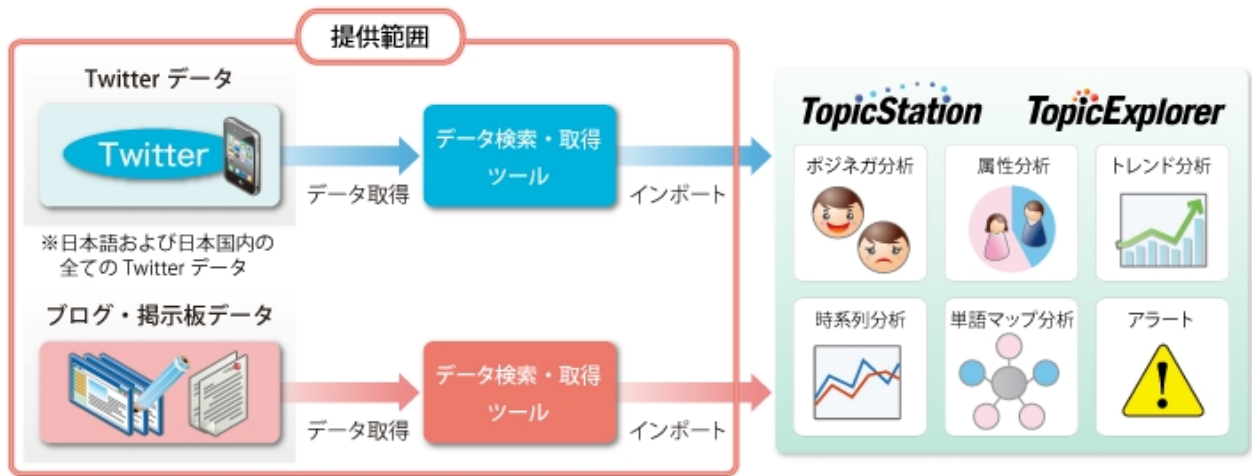 提供範囲
Twitter データ
Twitter
データ取得
データ検索・取得
ツール
インポート
※日本語および日本国内の
全ての Twitter データ
ブログ・掲示板データ
データ取得
データ検索・取得
ツール
インポート
TopicStation
TopicExplorer
ポジネガ分析
属性分析
トレンド分析
時系列分析
単語マップ分析
アラート